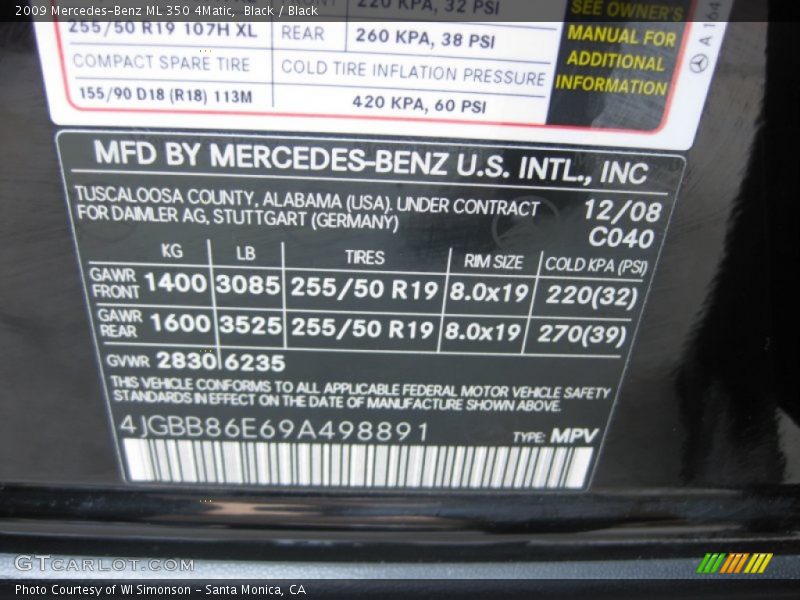 2009 Mercedes-Benz ML 350 4Matic, Black / Black
220 KPA, 32 PSI
SEE OWNER'S
255/50 R19 107H XL REAR 260 KPA, 38 PSI
MANUAL FOR
ADDITIONAL
INFORMATION
A 164
COMPACT SPARE TIRE COLD TIRE INFLATION PRESSURE
155/90 D18 (R18) 113M 420 KPA, 60 PSI
MFD BY MERCEDES-BENZ U.S. INTL., INC
TUSCALOOSA COUNTY, ALABAMA (USA). UNDER CONTRACT 12/08
FOR DAIMLER AG, STUTTGART (GERMANY) C040
KG LB TIRES RIM SIZE COLD KPA (PSI)
GAWR FRONT 1400 3085 255/50 R19 8.0x19 220(32)
GAWR REAR 1600 3525 255/50 R19 8.0x19 270(39)
GVWR 2830 6235
THIS VEHICLE CONFORMS TO ALL APPLICABLE FEDERAL MOTOR VEHICLE SAFETY
STANDARDS IN EFFECT ON THE DATE OF MANUFACTURE SHOWN ABOVE.
4JGBB86E69A498891 TYPE: MPV
GTCARLOT.COM
Photo Courtesy of WI Simonson - Santa Monica, CA